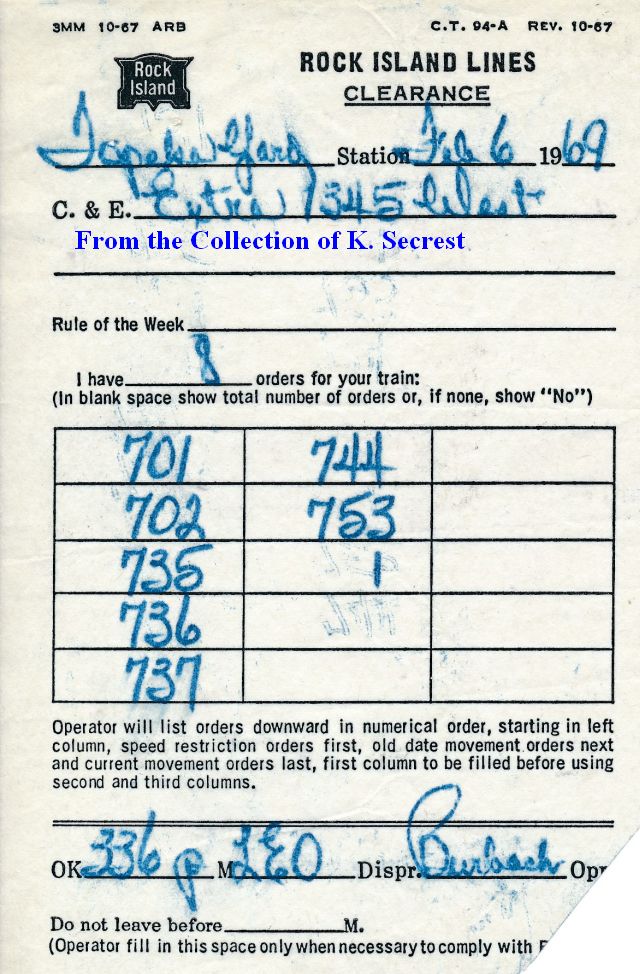 3MM 10-67 ARB C.T. 94-A REV. 10-67
Rock Island
ROCK ISLAND LINES
CLEARANCE
Topeka Yard Station Feb 6 1969
C. & E. Extra 1345 West
From the Collection of K. Secrest
Rule of the Week
I have 8 orders for your train:
(In blank space show total number of orders or, if none, show "No")
701 744
702 753
735 1
736
737
Operator will list orders downward in numerical order, starting in left
column, speed restriction orders first, old date movement orders next
and current movement orders last, first column to be filled before using
second and third columns.
OK 336 p M LEO Dispr. Burbach Opr
Do not leave before M.
(Operator fill in this space only when necessary to comply with